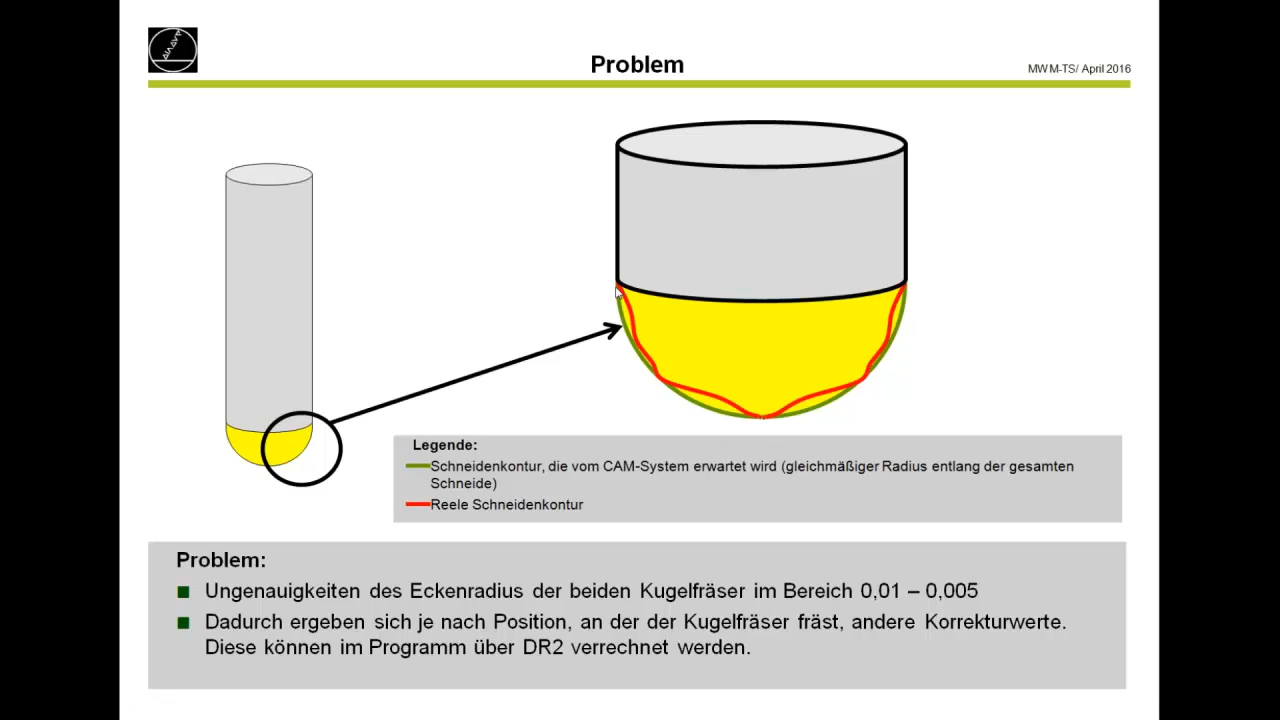 Problem
MWM-TS/ April 2016
Legende:
Schneidenkontur, die vom CAM-System erwartet wird (gleichmäßiger Radius entlang der gesamten
Schneide)
Reele Schneidenkontur
Problem:
Ungenauigkeiten des Eckenradius der beiden Kugelfräser im Bereich 0,01 – 0,005
Dadurch ergeben sich je nach Position, an der der Kugelfräser fräst, andere Korrekturwerte.
Diese können im Programm über DR2 verrechnet werden.